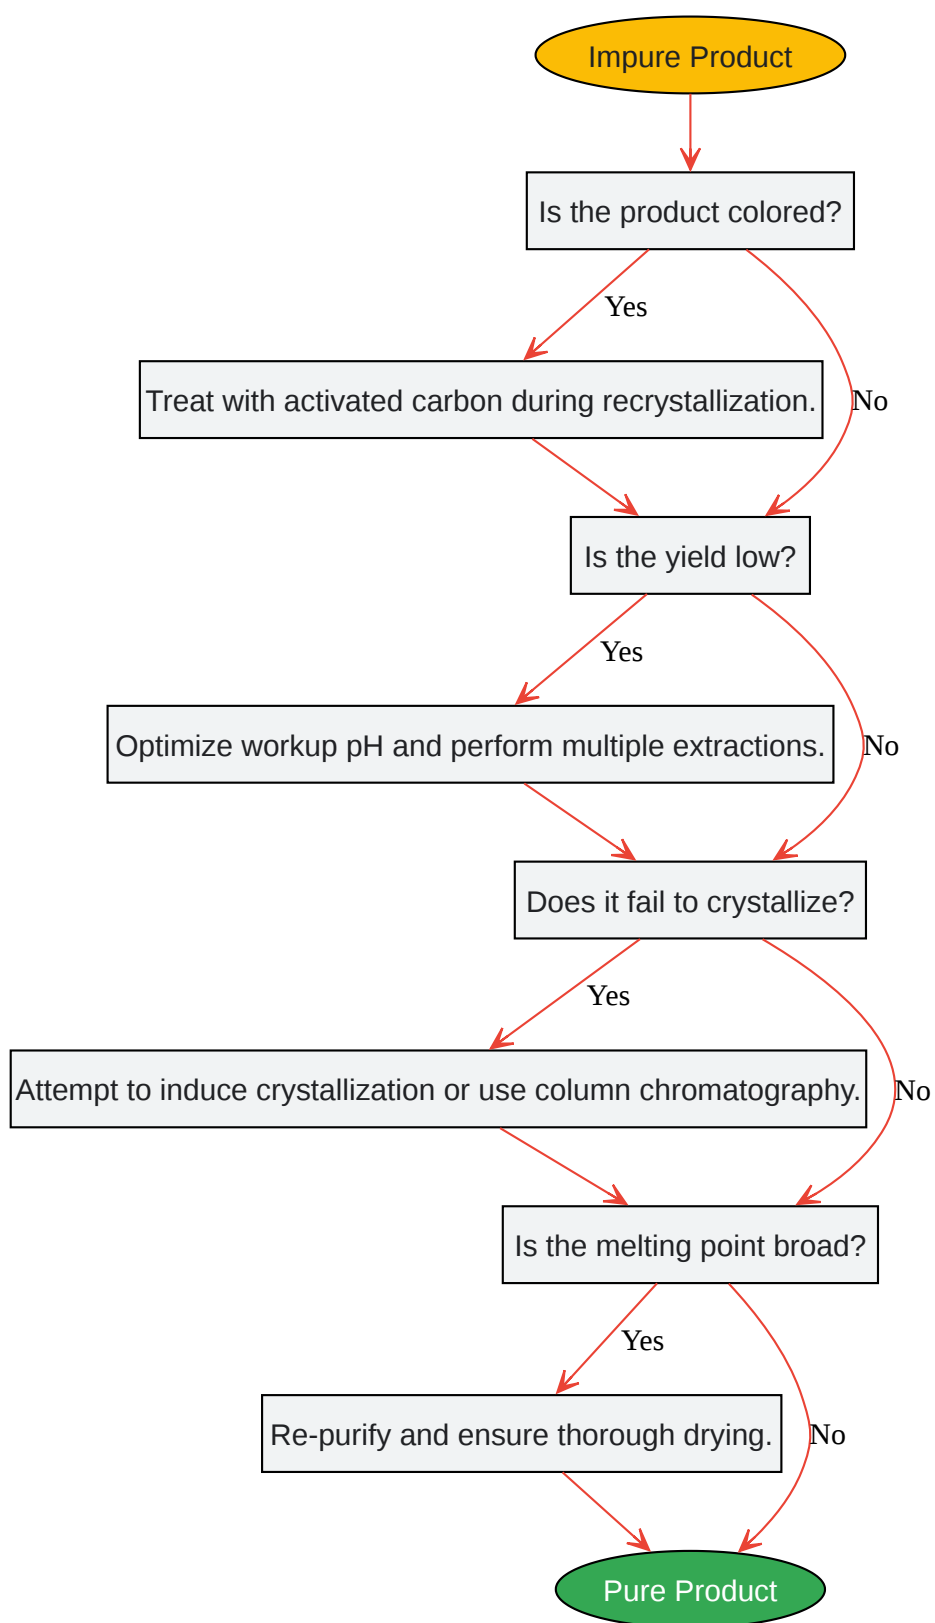 Impure Product
Is the product colored?
Yes
Treat with activated carbon during recrystallization.
No
Is the yield low?
Yes
Optimize workup pH and perform multiple extractions.
No
Does it fail to crystallize?
Yes
Attempt to induce crystallization or use column chromatography.
No
Is the melting point broad?
Yes
Re-purify and ensure thorough drying.
No
Pure Product